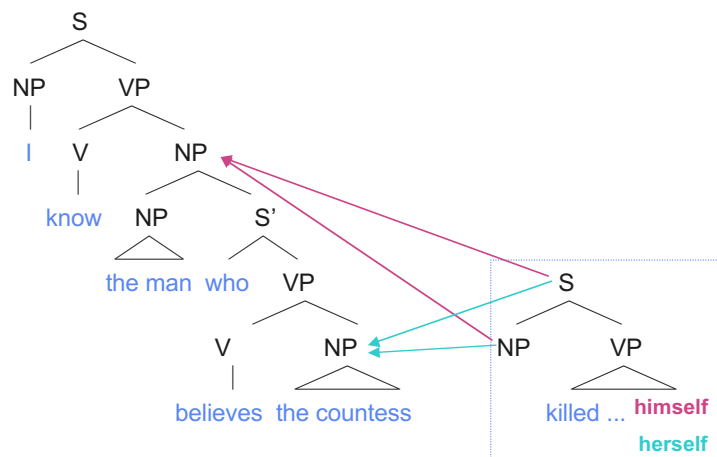 S
NP VP
I V NP
know NP S’
the man who VP S
V NP NP VP
believes the countess killed ... himself
herself